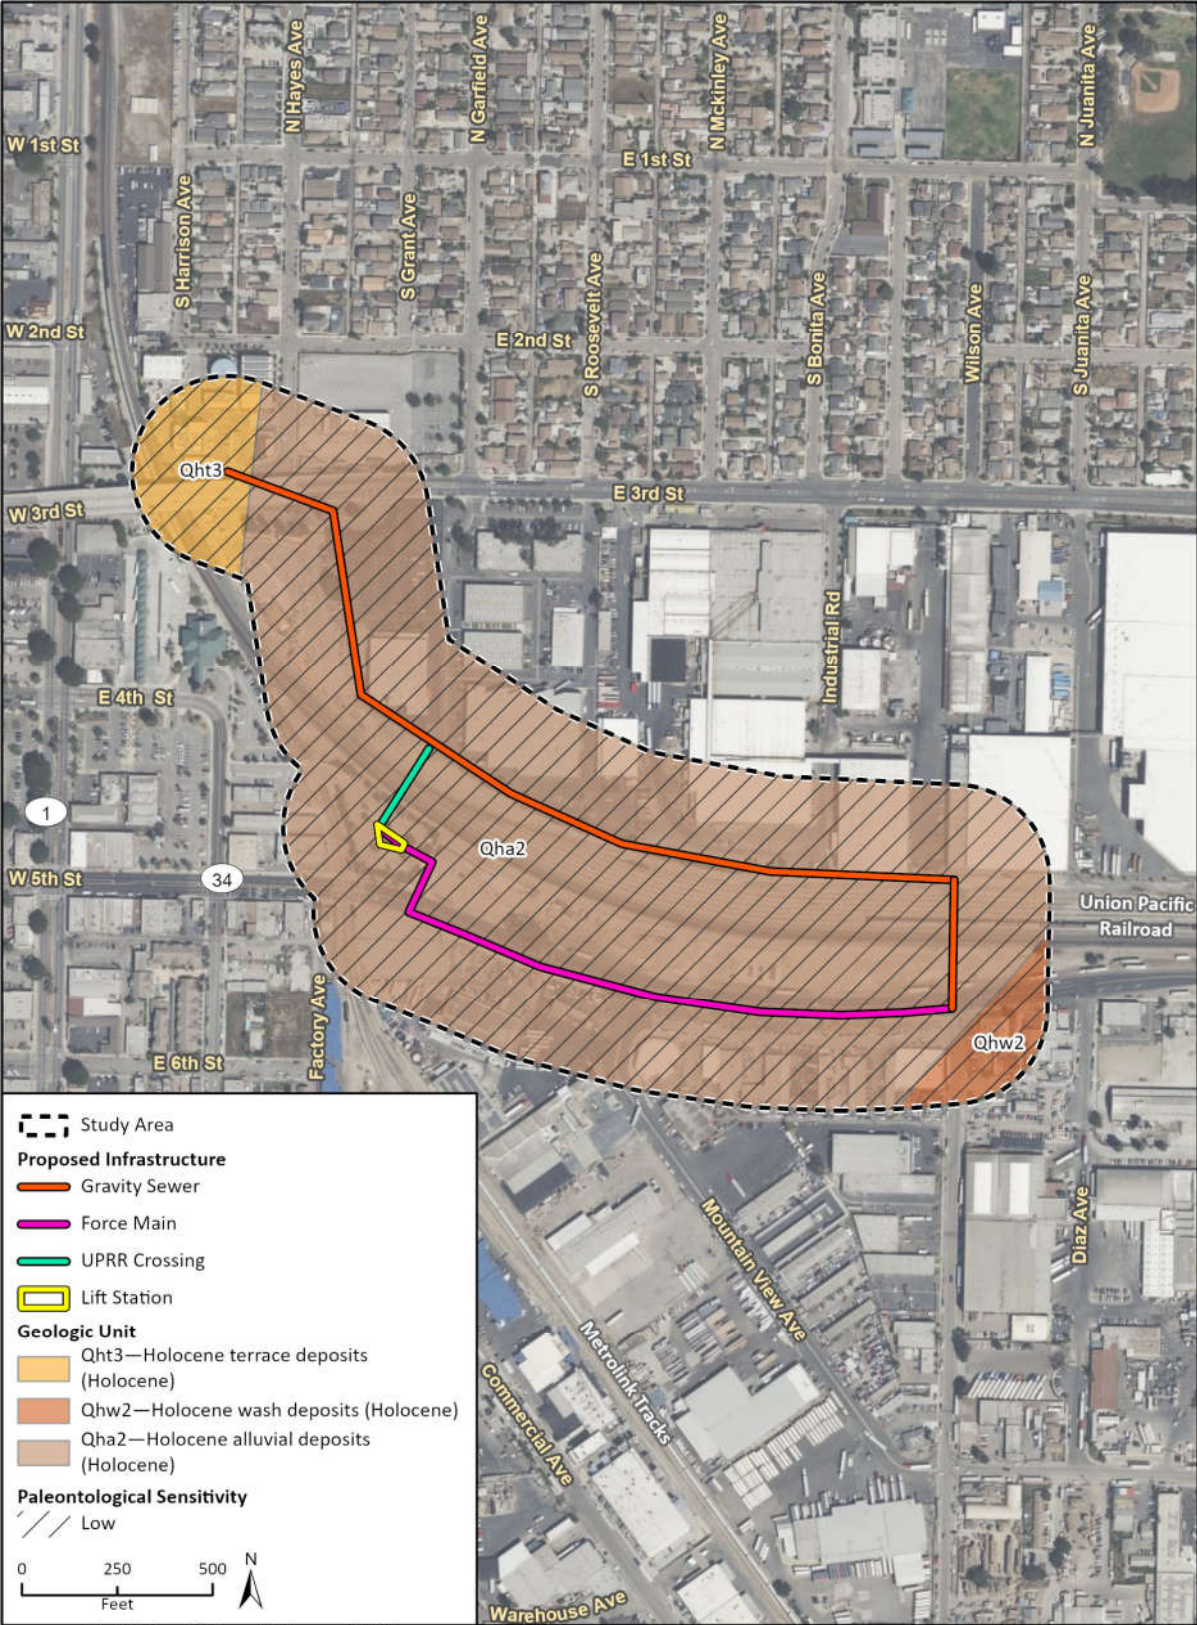 N Hayes Ave
N Garfield Ave
N Mckinley Ave
N Juanita Ave
W 1st St
E 1st St
S Harrison Ave
S Grant Ave
S Roosevelt Ave
S Bonita Ave
Wilson Ave
S Juanita Ave
W 2nd St
E 2nd St
Qht3
W 3rd St
E 3rd St
Industrial Rd
E 4th St
1
Qha2
W 5th St
34
Union Pacific
Railroad
Factory Ave
Qhw2
E 6th St
Diaz Ave
Mountain View Ave
Metrolink Tracks
Commercial Ave
Warehouse Ave
Study Area
Proposed Infrastructure
Gravity Sewer
Force Main
UPRR Crossing
Lift Station
Geologic Unit
Qht3—Holocene terrace deposits
(Holocene)
Qhw2—Holocene wash deposits (Holocene)
Qha2—Holocene alluvial deposits
(Holocene)
Paleontological Sensitivity
Low
0 250 500
Feet
N